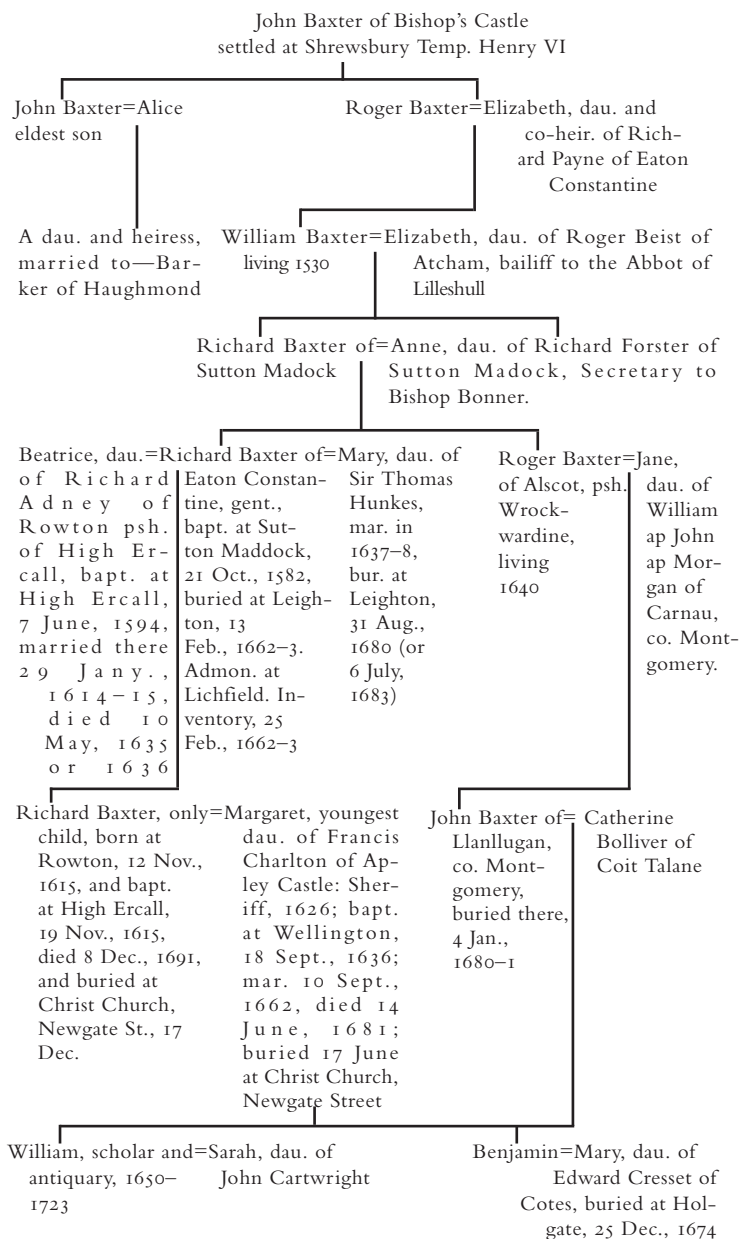 John Baxter of Bishop's Castle
settled at Shrewsbury Temp. Henry VI
John Baxter=Alice
eldest son
Roger Baxter=Elizabeth, dau. and
co-heir. of Rich-
ard Payne of Eaton
Constantine
A dau. and heiress,
married to—Bar-
ker of Haughmond
William Baxter=Elizabeth, dau. of Roger Beist of
living 1530
Atcham, bailiff to the Abbot of
Lilleshull
Richard Baxter of=Anne, dau. of Richard Forster of
Sutton Madock
Sutton Madock, Secretary to
Bishop Bonner.
Beatrice, dau.=Richard Baxter of=Mary, dau. of
of Richard
Adney of
Rowton psh.
of High Er-
call, bapt. at
High Ercall,
7 June, 1594,
married there
29 Jany.,
1614–15,
died 10
May, 1635
or 1636
Eaton Constan-
tine, gent.,
bapt. at Sut-
ton Maddock,
21 Oct., 1582,
buried at Leigh-
ton, 13
Feb., 1662–3.
Admon. at
Lichfield. In-
ventory, 25
Feb., 1662–3
Sir Thomas
Hunkes,
mar. in
1637–8,
bur. at
Leighton,
31 Aug.,
1680 (or
6 July,
1683)
Roger Baxter=Jane,
of Alscot, psh.
Wrock-
wardine,
living
1640
dau. of
William
ap John
ap Mor-
gan of
Carnau,
co. Mont-
gomery.
Richard Baxter, only=Margaret, youngest
child, born at
Rowton, 12 Nov.,
1615, and bapt.
at High Ercall,
19 Nov., 1615,
died 8 Dec., 1691,
and buried at
Christ Church,
Newgate St., 17
Dec.
dau. of Francis
Charlton of Ap-
ley Castle: Sher-
iff, 1626; bapt.
at Wellington,
18 Sept., 1636;
mar. 10 Sept.,
1662, died 14
June, 1681;
buried 17 June
at Christ Church,
Newgate Street
John Baxter of= Catherine
Llanllugan,
co. Mont-
gomery,
buried there,
4 Jan.,
1680–1
Bolliver of
Coit Talane
William, scholar and=Sarah, dau. of
antiquary, 1650–
1723
John Cartwright
Benjamin=Mary, dau. of
Edward Cresset of
Cotes, buried at Hol-
gate, 25 Dec., 1674